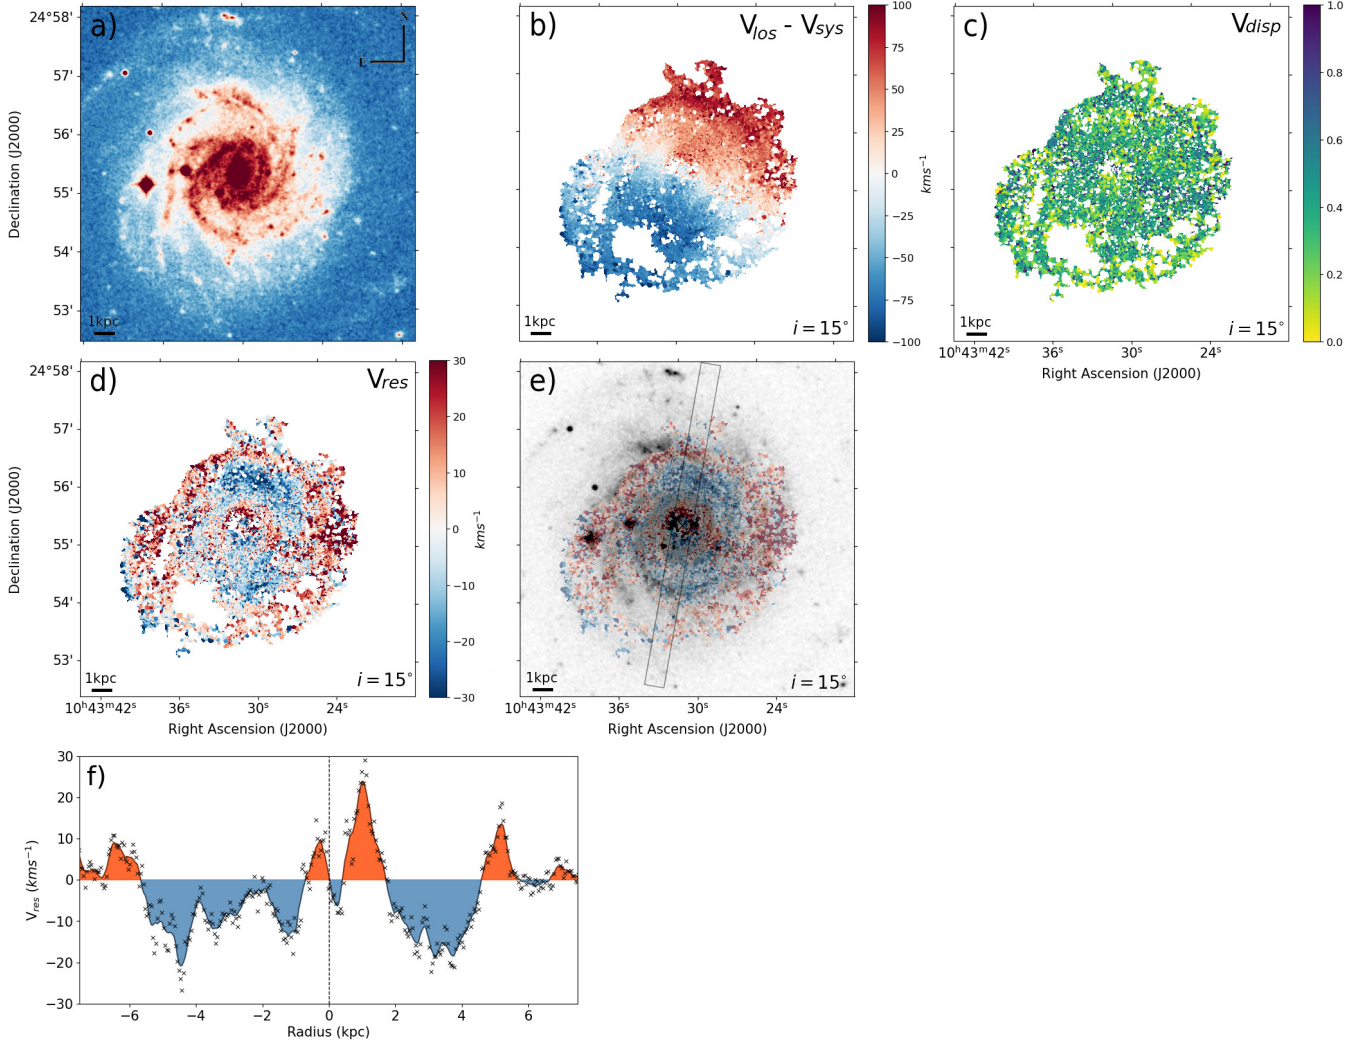 a)
N
E
24°58'
57'
56'
55'
54'
53'
Declination (J2000)
1kpc
b)
V_los - V_sys
1kpc
i = 15°
100
75
50
25
0
−25
−50
−75
−100
kms⁻¹
c)
V_disp
1kpc
i = 15°
1.0
0.8
0.6
0.4
0.2
0.0
10ʰ43ᵐ42ˢ
36ˢ
30ˢ
24ˢ
Right Ascension (J2000)
d)
V_res
24°58'
57'
56'
55'
54'
53'
Declination (J2000)
1kpc
i = 15°
10ʰ43ᵐ42ˢ
36ˢ
30ˢ
24ˢ
Right Ascension (J2000)
30
20
10
0
−10
−20
−30
kms⁻¹
e)
1kpc
i = 15°
10ʰ43ᵐ42ˢ
36ˢ
30ˢ
24ˢ
Right Ascension (J2000)
f)
30
20
10
0
−10
−20
−30
V_res (kms⁻¹)
−6
−4
−2
0
2
4
6
Radius (kpc)